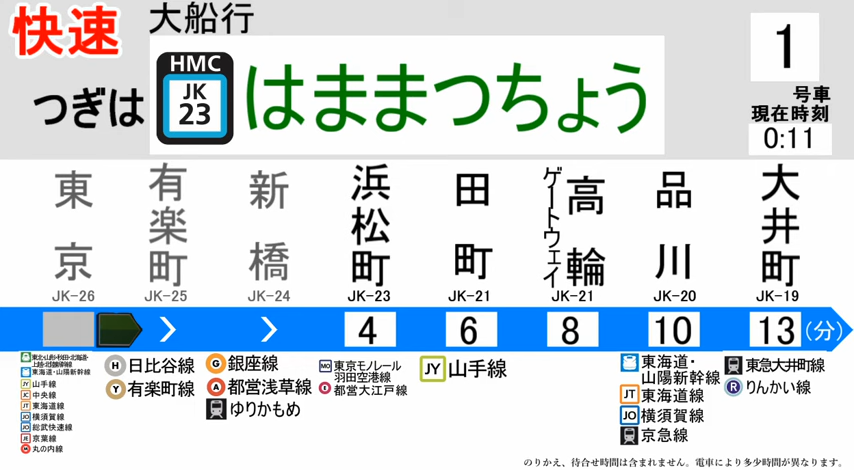 快速
大船行
つぎは
HMC
JK
23
はままつちょう
1
号車
現在時刻
0:11
東京
有楽町
新橋
浜松町
田町
高輪
ゲートウェイ
品川
大井町
JK-26
JK-25
JK-24
JK-23
JK-21
JK-21
JK-20
JK-19
4
6
8
10
13
(分)
東海道・山陽新幹線
JY 山手線
JC 中央線
JT 東海道線
JO 横須賀線
JO 総武快速線
JE 京葉線
M 丸の内線
H 日比谷線
Y 有楽町線
G 銀座線
A 都営浅草線
ゆりかもめ
MO 東京モノレール
羽田空港線
E 都営大江戸線
JY 山手線
東海道・
山陽新幹線
JT 東海道線
JO 横須賀線
京急線
東急大井町線
R りんかい線
のりかえ、待合せ時間は含まれません。電車により多少時間が異なります。